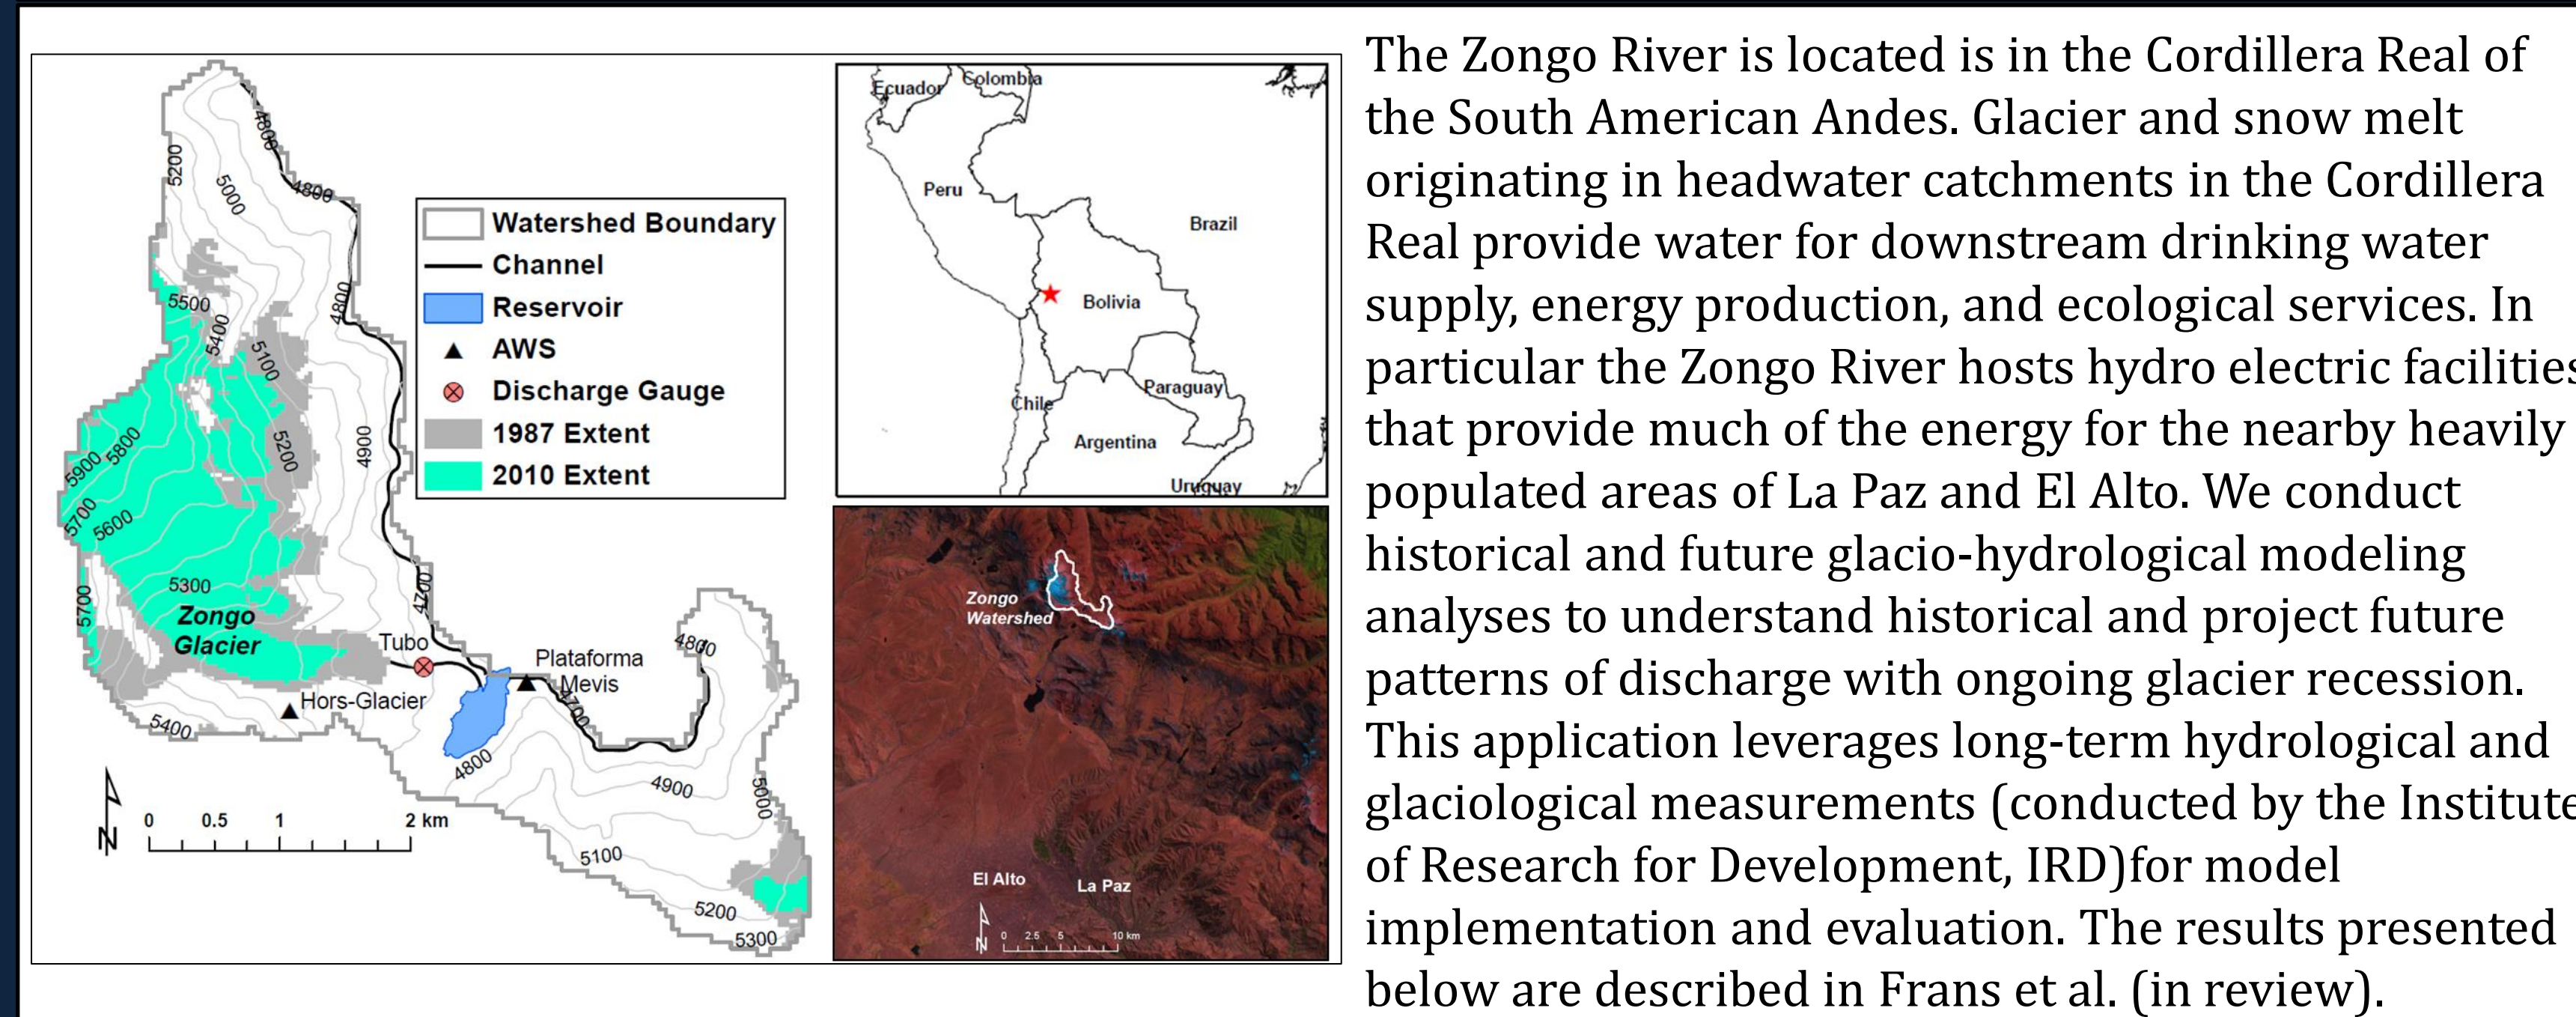 4800
4800
5200
5000
5500
5400
4800
5100
5200
4900
5800
5900
5700
5600
5300
5700
4700
Zongo
Glacier
Tubo
Plataforma
Mevis
4800
Hors-Glacier
4700
5400
4800
4900
5000
5100
5200
5300
0 0.5 1 2 km
N
Watershed Boundary
Channel
Reservoir
AWS
Discharge Gauge
1987 Extent
2010 Extent
Colombia
Ecuador
Peru
Brazil
Bolivia
Paraguay
Chile
Argentina
Uruguay
Zongo
Watershed
El Alto
La Paz
N
0 2.5 5 10 km
The Zongo River is located is in the Cordillera Real of
the South American Andes. Glacier and snow melt
originating in headwater catchments in the Cordillera
Real provide water for downstream drinking water
supply, energy production, and ecological services. In
particular the Zongo River hosts hydro electric facilities
that provide much of the energy for the nearby heavily
populated areas of La Paz and El Alto. We conduct
historical and future glacio-hydrological modeling
analyses to understand historical and project future
patterns of discharge with ongoing glacier recession.
This application leverages long-term hydrological and
glaciological measurements (conducted by the Institute
of Research for Development, IRD)for model
implementation and evaluation. The results presented
below are described in Frans et al. (in review).